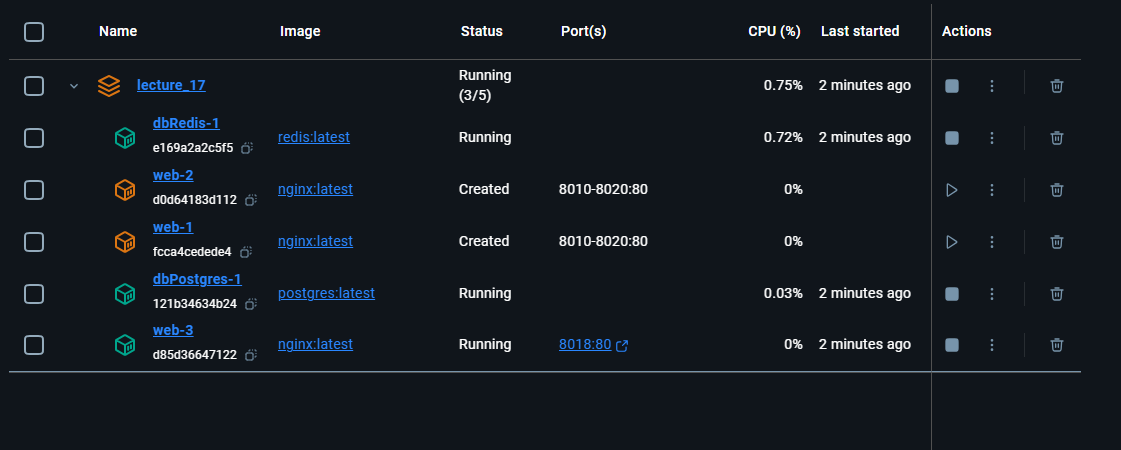 Name Image Status Port(s) CPU (%) Last started Actions
lecture_17 Running (3/5) 0.75% 2 minutes ago
dbRedis-1
e169a2a2c5f5 redis:latest Running 0.72% 2 minutes ago
web-2
d0d64183d112 nginx:latest Created 8010-8020:80 0%
web-1
fcca4cedede4 nginx:latest Created 8010-8020:80 0%
dbPostgres-1
121b34634b24 postgres:latest Running 0.03% 2 minutes ago
web-3
d85d36647122 nginx:latest Running 8018:80 0% 2 minutes ago